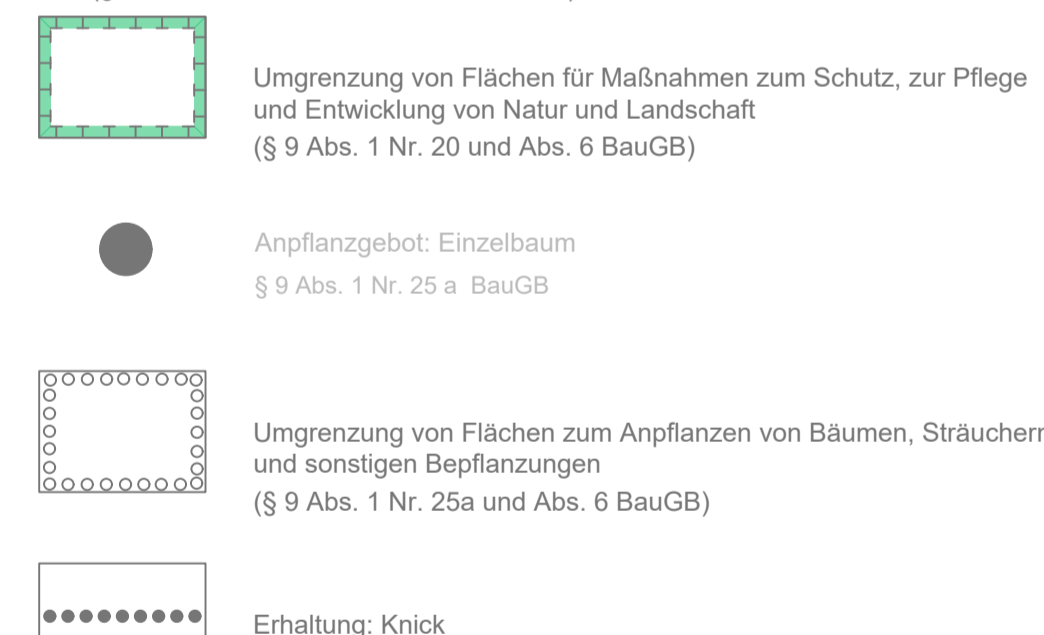 Umgrenzung von Flächen für Maßnahmen zum Schutz, zur Pflege
und Entwicklung von Natur und Landschaft
(§ 9 Abs. 1 Nr. 20 und Abs. 6 BauGB)
Anpflanzgebot: Einzelbaum
§ 9 Abs. 1 Nr. 25 a  BauGB
Umgrenzung von Flächen zum Anpflanzen von Bäumen, Sträuchern
und sonstigen Bepflanzungen
(§ 9 Abs. 1 Nr. 25a und Abs. 6 BauGB)
Erhaltung: Knick